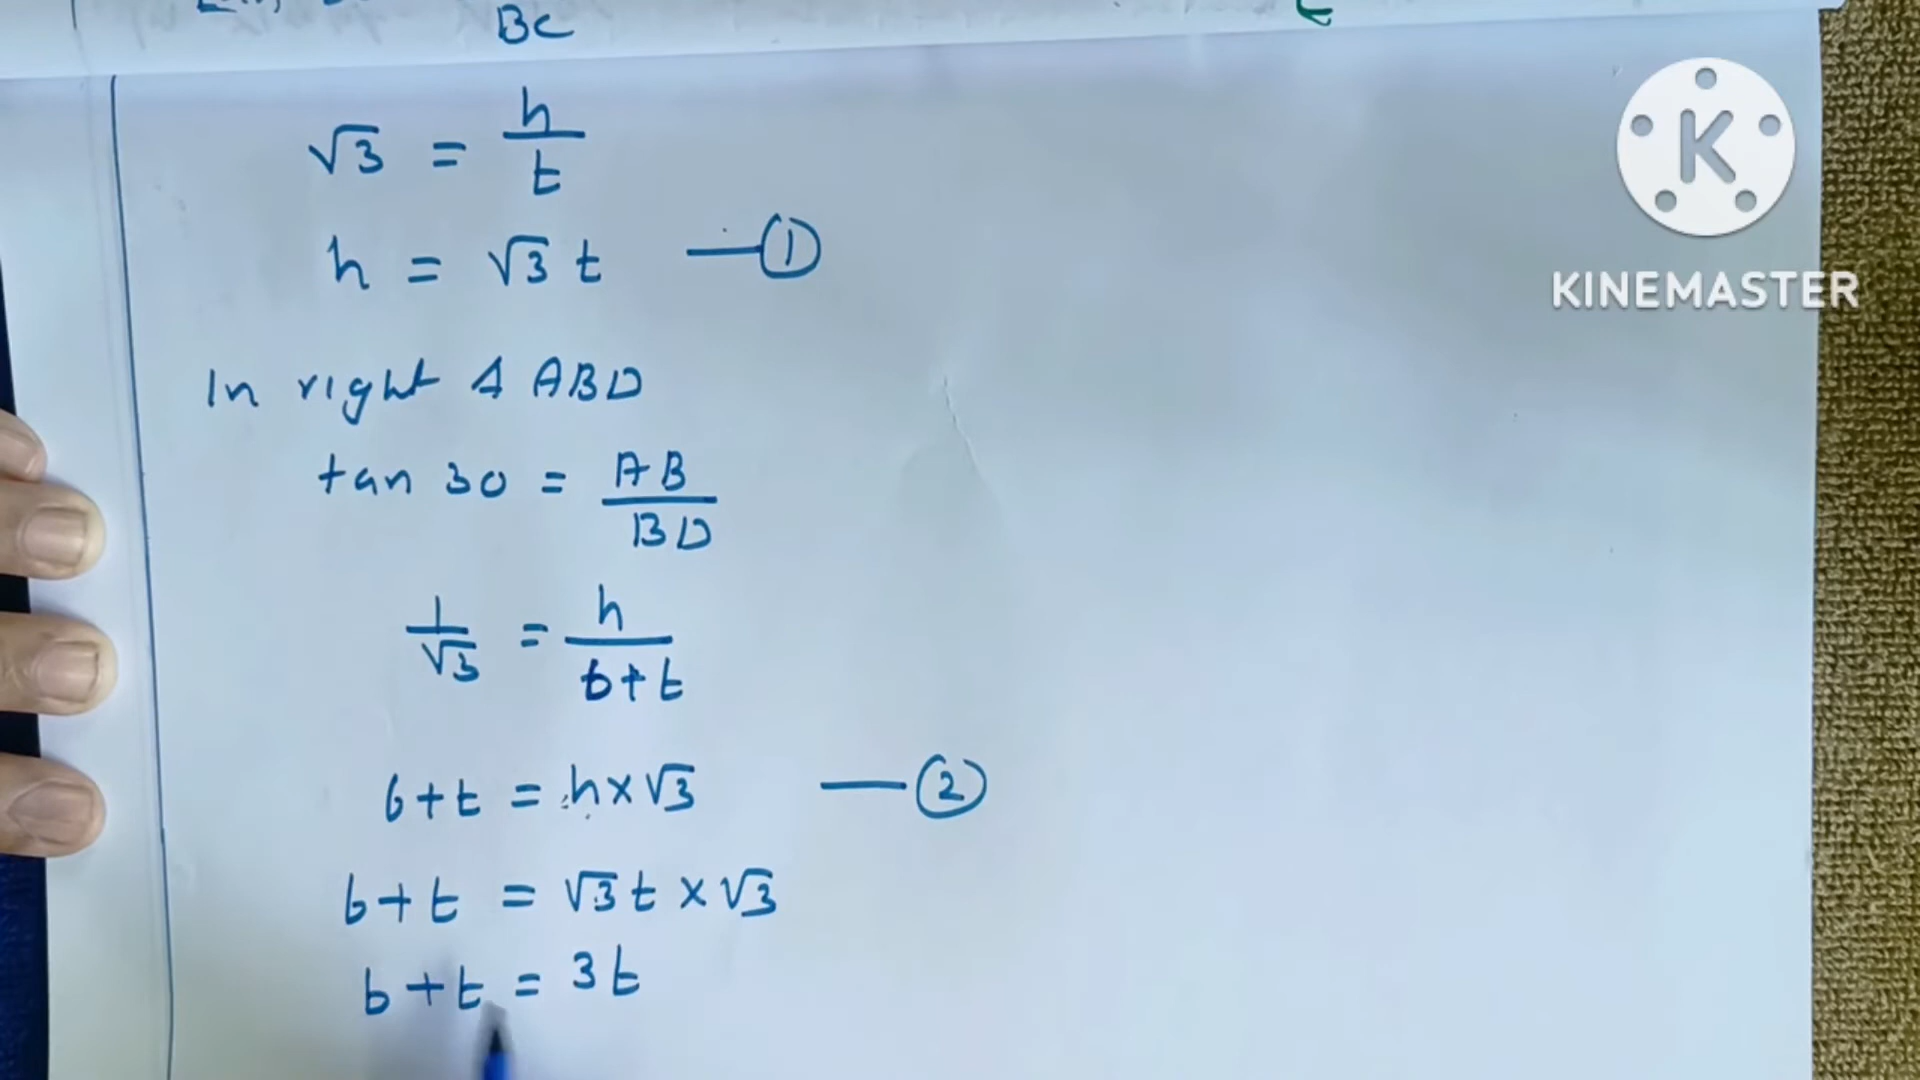 BC
√3 = h/t
h = √3 t —①
In right Δ ABD
tan 30 = AB/BD
1/√3 = h/6+t
6+t = h×√3 —②
6+t = √3 t × √3
6+t = 3t
K
KINEMASTER